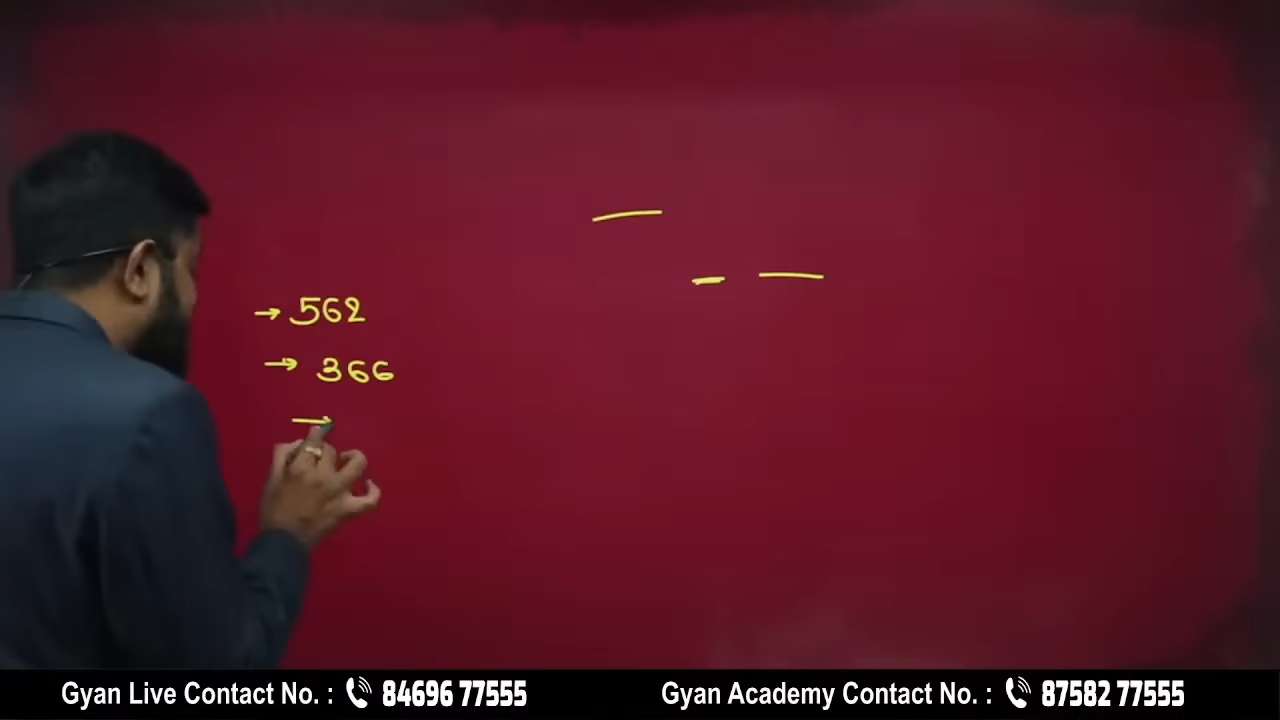 → 562
→ 366
→
Gyan Live Contact No. : 84696 77555
Gyan Academy Contact No. : 87582 77555